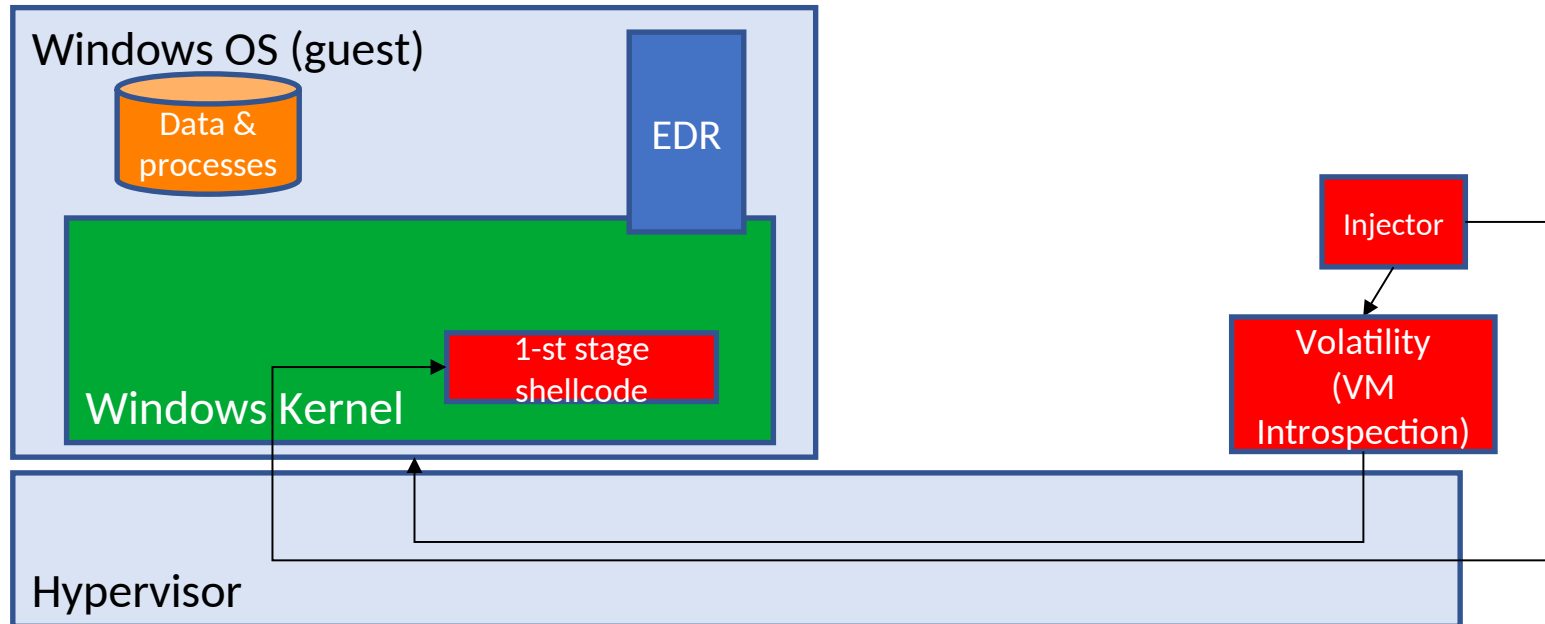 Windows OS (guest)
Data &
processes
EDR
Injector
1-st stage
shellcode
Windows Kernel
Volatility
(VM
Introspection)
Hypervisor